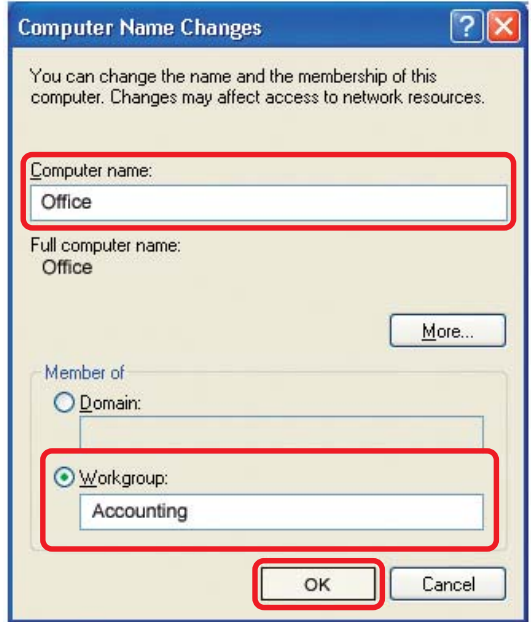 Computer Name Changes
You can change the name and the membership of this
computer. Changes may affect access to network resources.
Computer name:
Office
Full computer name:
Office
More...
Member of
Domain:
Workgroup:
Accounting
OK Cancel